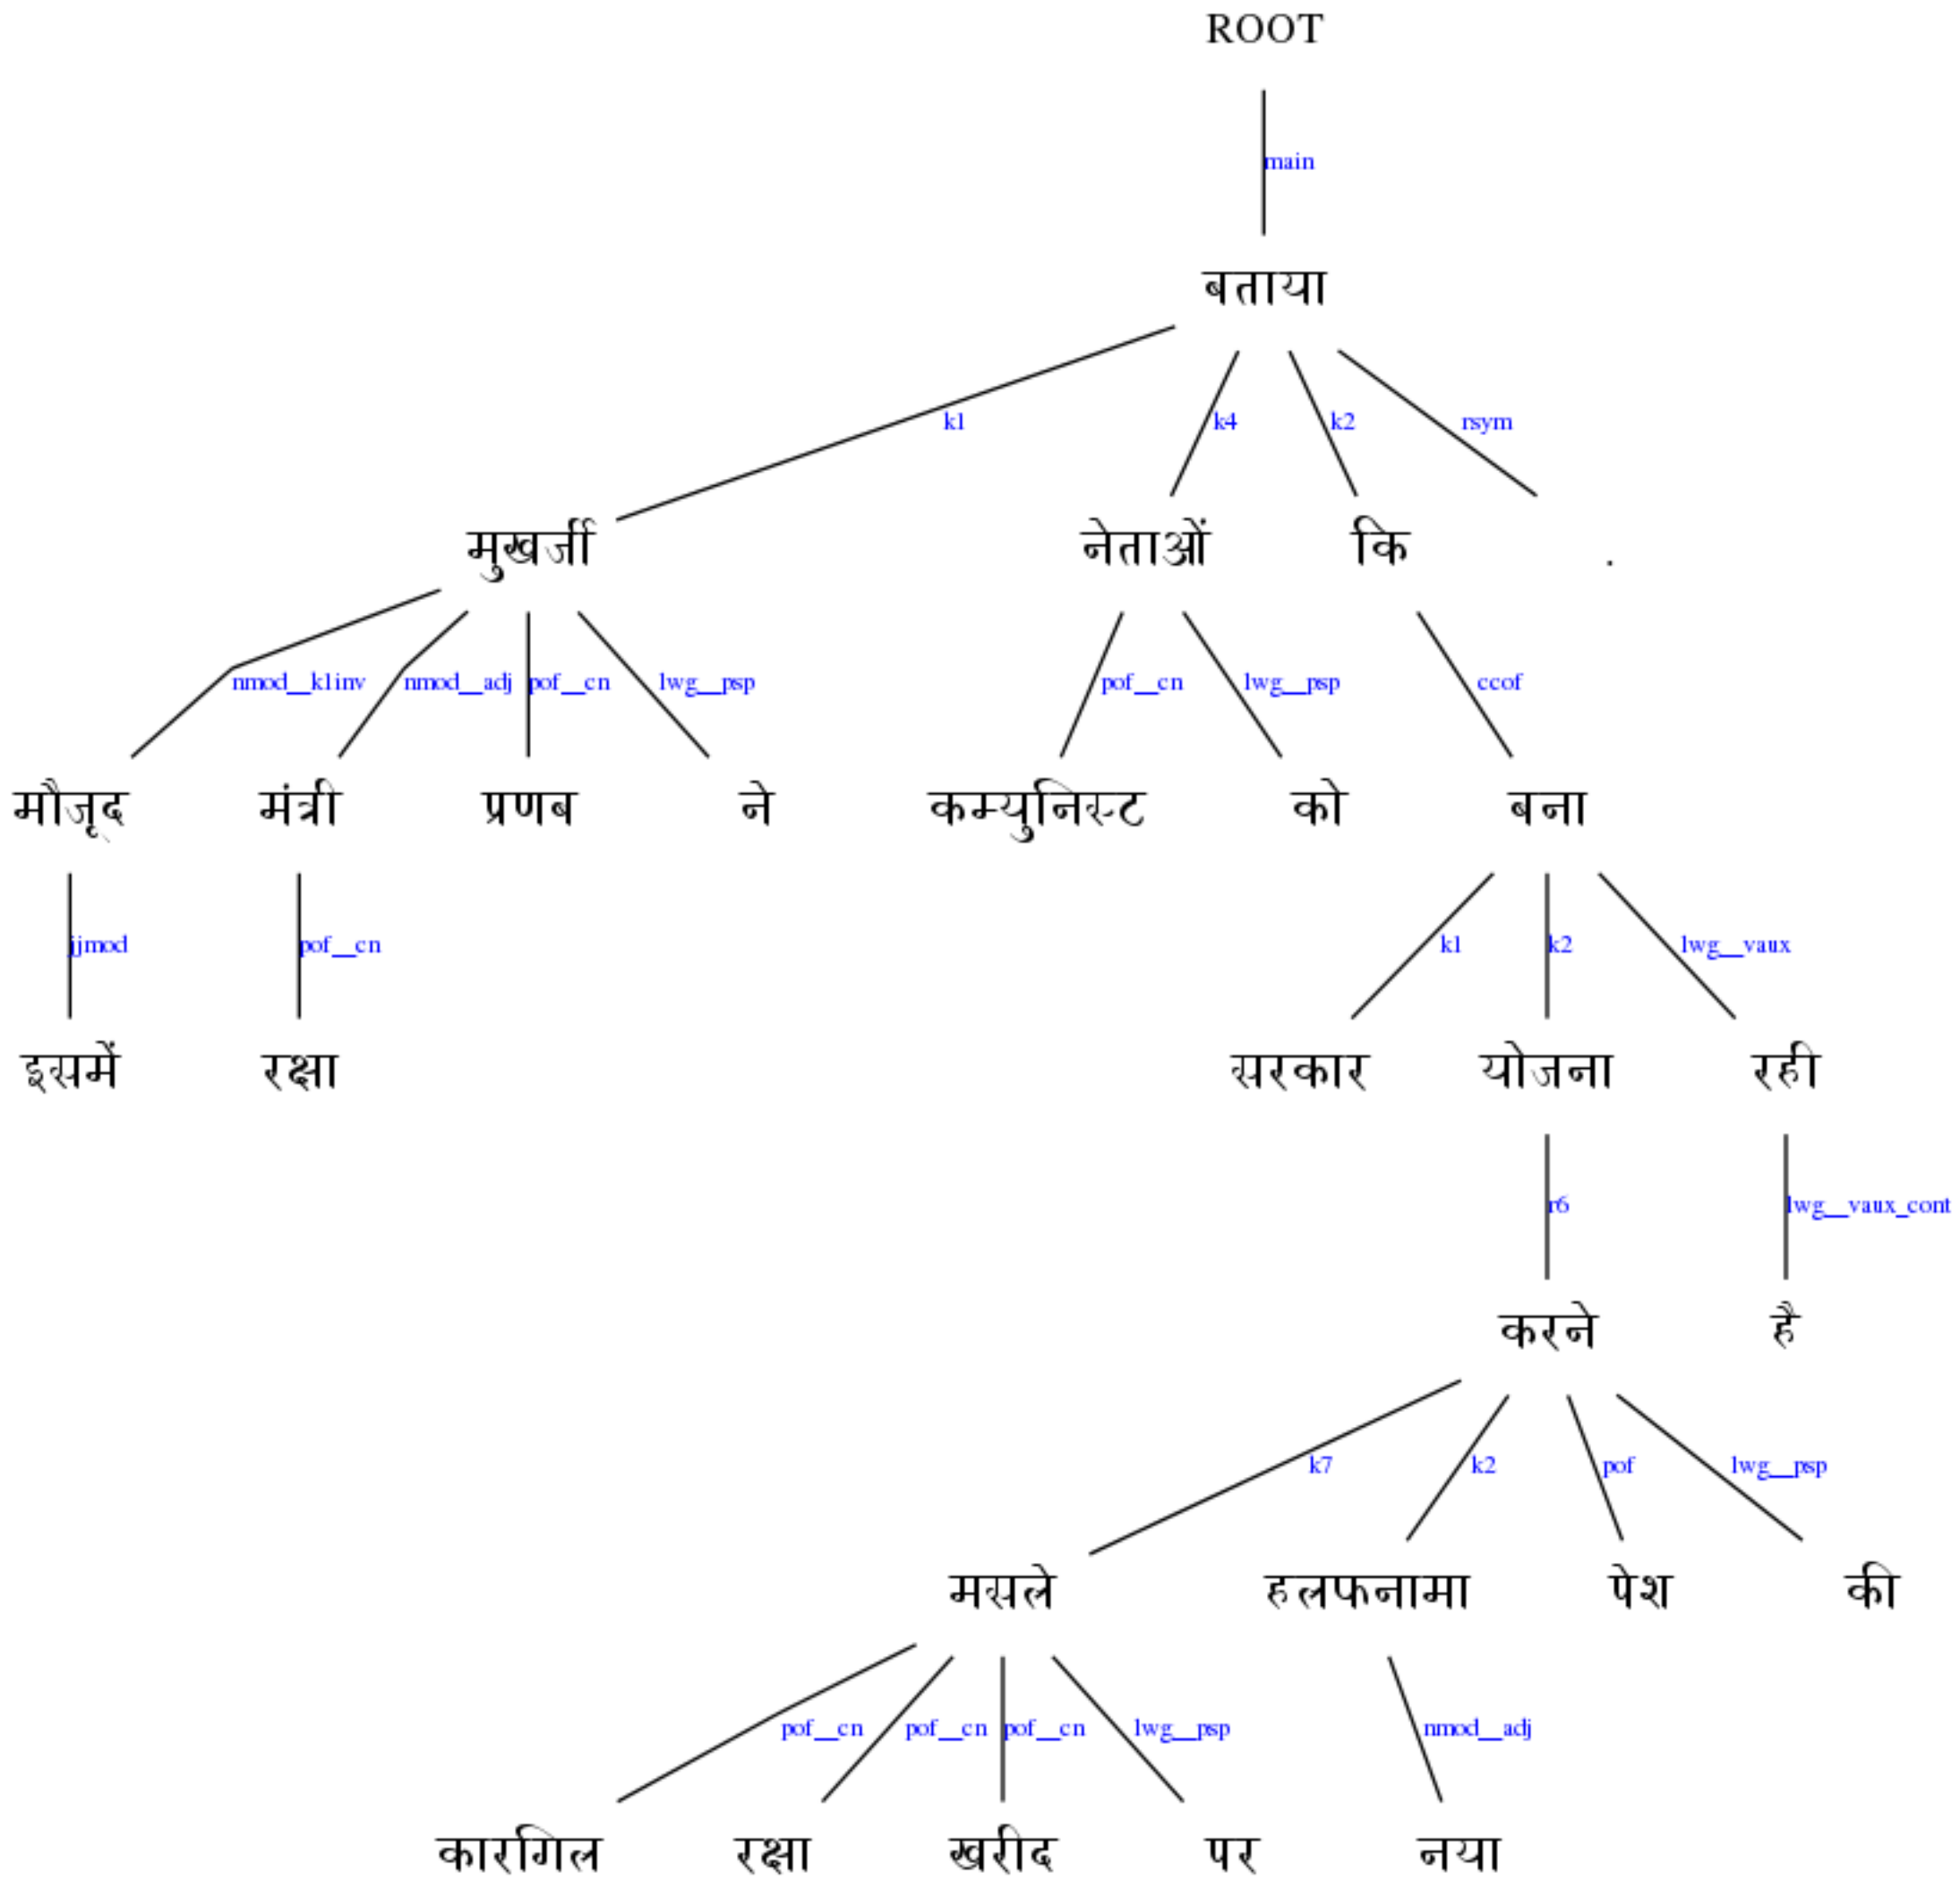 ROOT
main
बताया
k1 k4 k2 rsym
मुखर्जी नेताओं कि .
nmod__k1inv nmod__adj pof__cn lwg__psp pof__cn lwg__psp ccof
मौजूद मंत्री प्रणब ने कम्युनिस्ट को बना
jjmod pof__cn k1 k2 lwg__vaux
इसमें रक्षा सरकार योजना रही
r6 lwg__vaux_cont
करने है
k7 k2 pof lwg__psp
मसले हलफनामा पेश की
pof__cn pof__cn pof__cn lwg__psp nmod__adj
कारगिल रक्षा खरीद पर नया